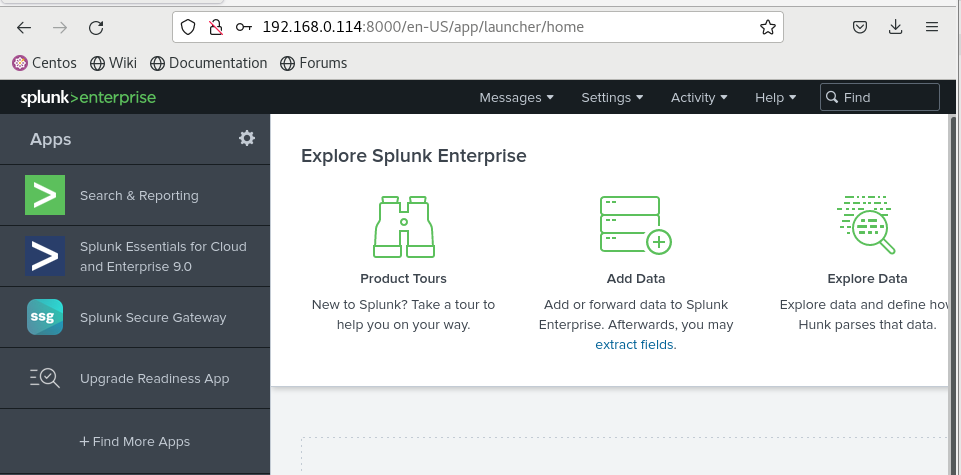 192.168.0.114:8000/en-US/app/launcher/home
Centos Wiki Documentation Forums
splunk>enterprise Messages Settings Activity Help Find
Apps
Search & Reporting
Splunk Essentials for Cloud
and Enterprise 9.0
ssg Splunk Secure Gateway
Upgrade Readiness App
+ Find More Apps
Explore Splunk Enterprise
Product Tours
New to Splunk? Take a tour to
help you on your way.
Add Data
Add or forward data to Splunk
Enterprise. Afterwards, you may
extract fields.
Explore Data
Explore data and define how
Hunk parses that data.